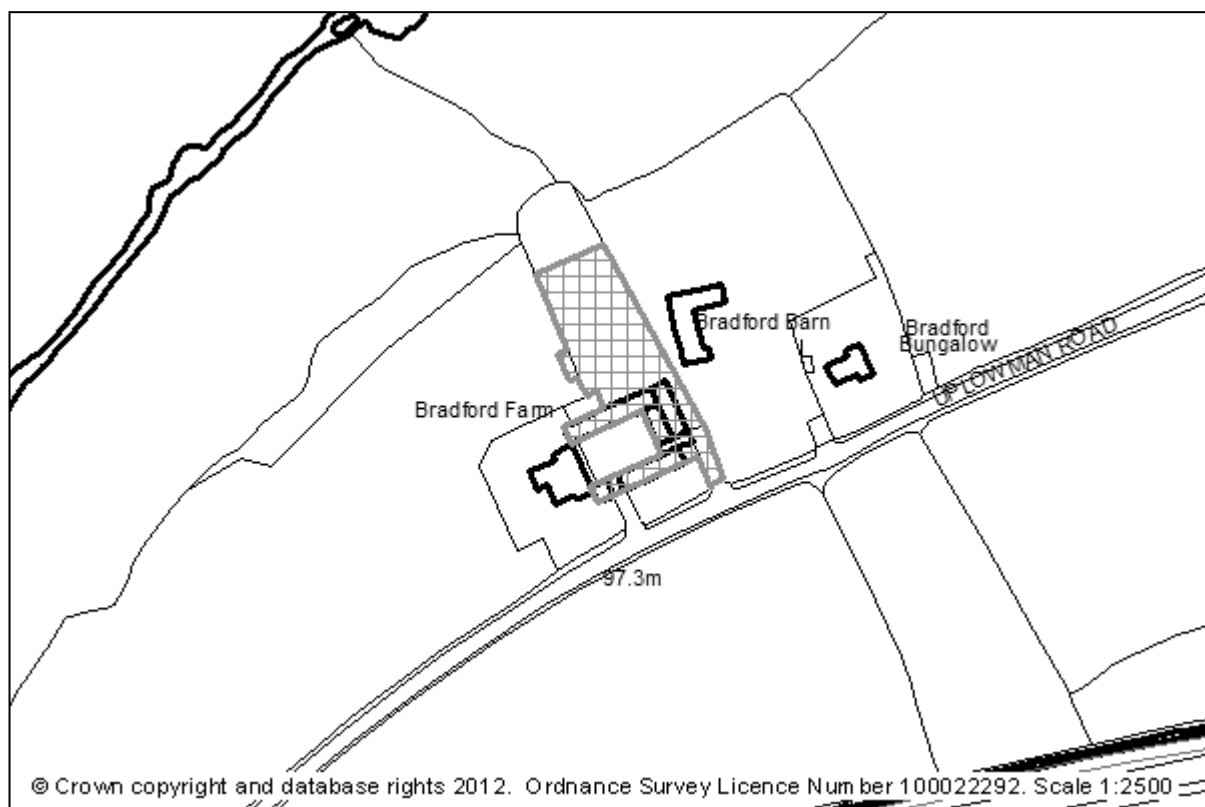 Bradford Barn
Bradford
Bungalow
UPLOWMAN ROAD
Bradford Farm
97.3m
© Crown copyright and database rights 2012. Ordnance Survey Licence Number 100022292. Scale 1:2500